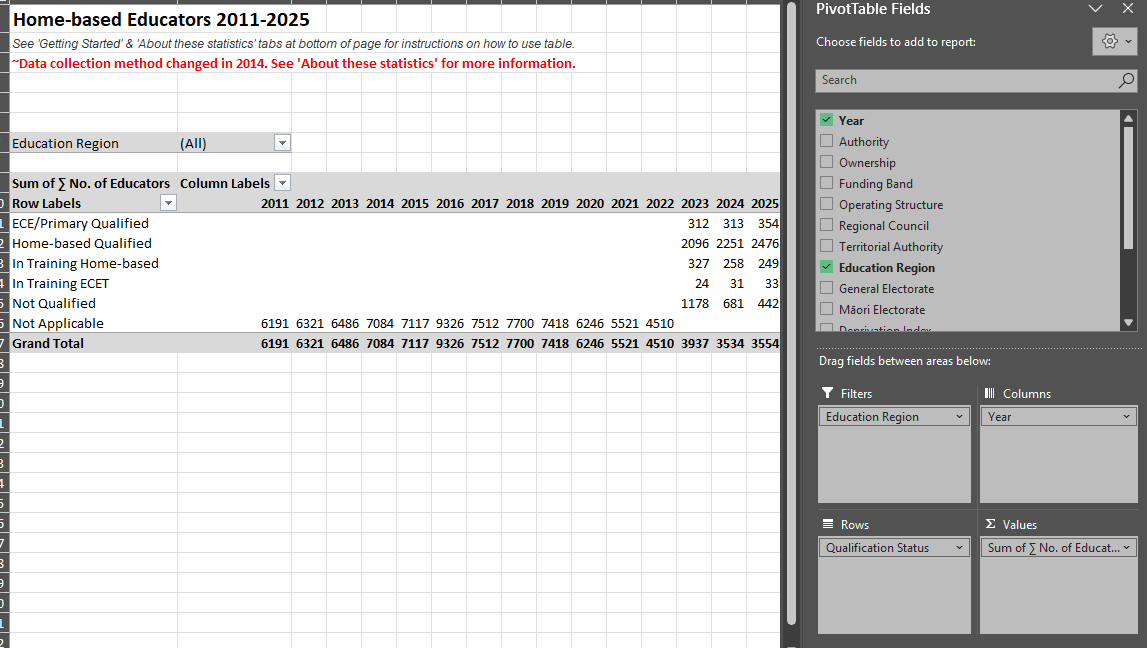 Home-based Educators 2011-2025
See 'Getting Started' & 'About these statistics' tabs at bottom of page for instructions on how to use table.
~Data collection method changed in 2014. See 'About these statistics' for more information.
Education Region (All)
Sum of ∑ No. of Educators Column Labels
Row Labels 2011 2012 2013 2014 2015 2016 2017 2018 2019 2020 2021 2022 2023 2024 2025
ECE/Primary Qualified 312 313 354
Home-based Qualified 2096 2251 2476
In Training Home-based 327 258 249
In Training ECET 24 31 33
Not Qualified 1178 681 442
Not Applicable 6191 6321 6486 7084 7117 9326 7512 7700 7418 6246 5521 4510
Grand Total 6191 6321 6486 7084 7117 9326 7512 7700 7418 6246 5521 4510 3937 3534 3554
PivotTable Fields
Choose fields to add to report:
Search
Year
Authority
Ownership
Funding Band
Operating Structure
Regional Council
Territorial Authority
Education Region
General Electorate
Māori Electorate
Deprivation Index
Drag fields between areas below:
Filters
Education Region
Columns
Year
Rows
Qualification Status
Σ Values
Sum of ∑ No. of Educat...